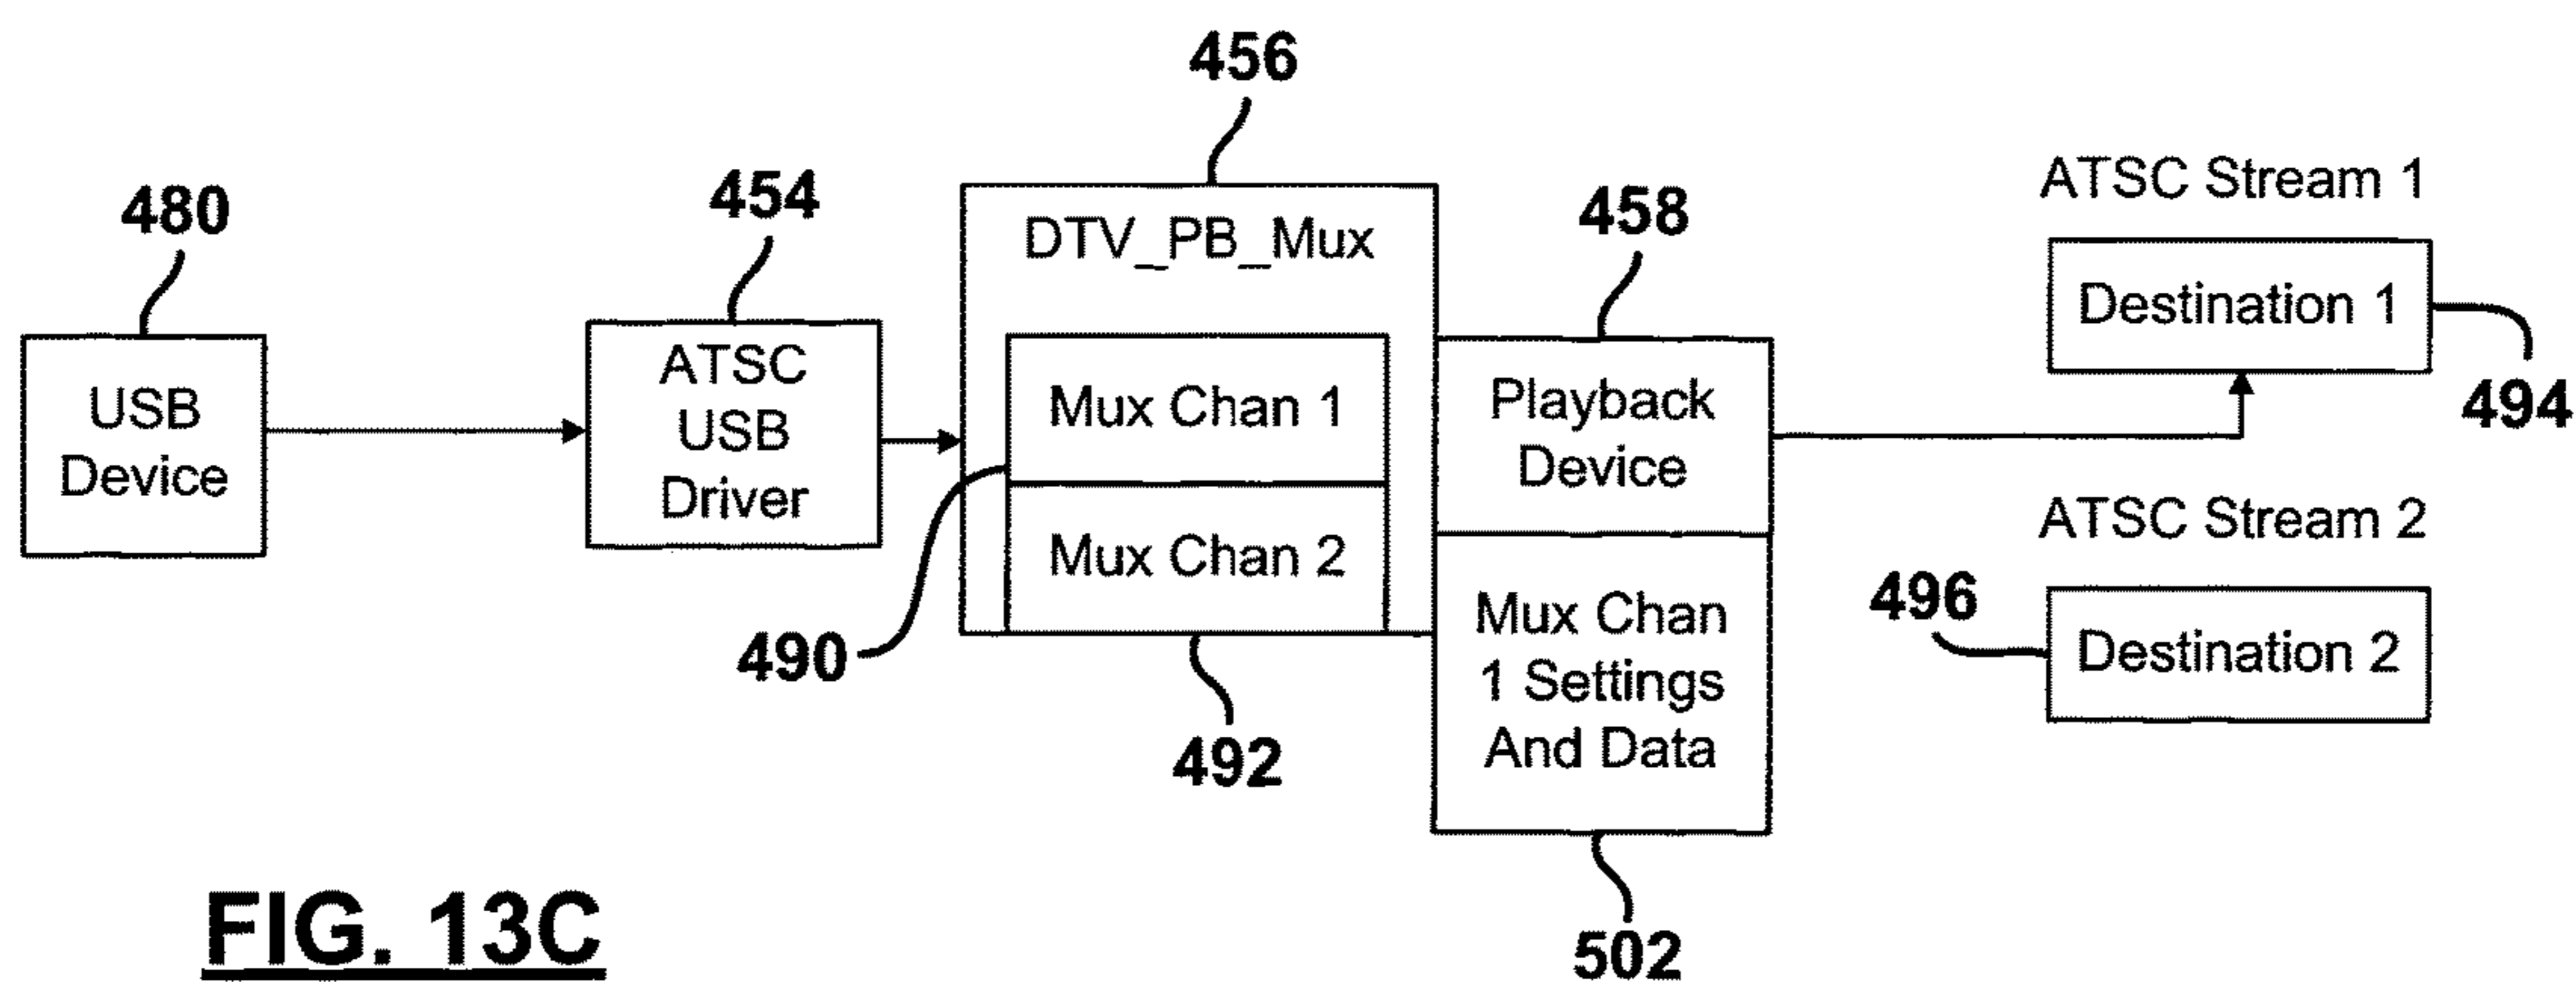 456
480
454
458
ATSC Stream 1
DTV_PB_Mux
Destination 1
494
USB
Device
ATSC
USB
Driver
Mux Chan 1
Mux Chan 2
490
492
Playback
Device
Mux Chan
1 Settings
And Data
502
ATSC Stream 2
496
Destination 2
FIG. 13C